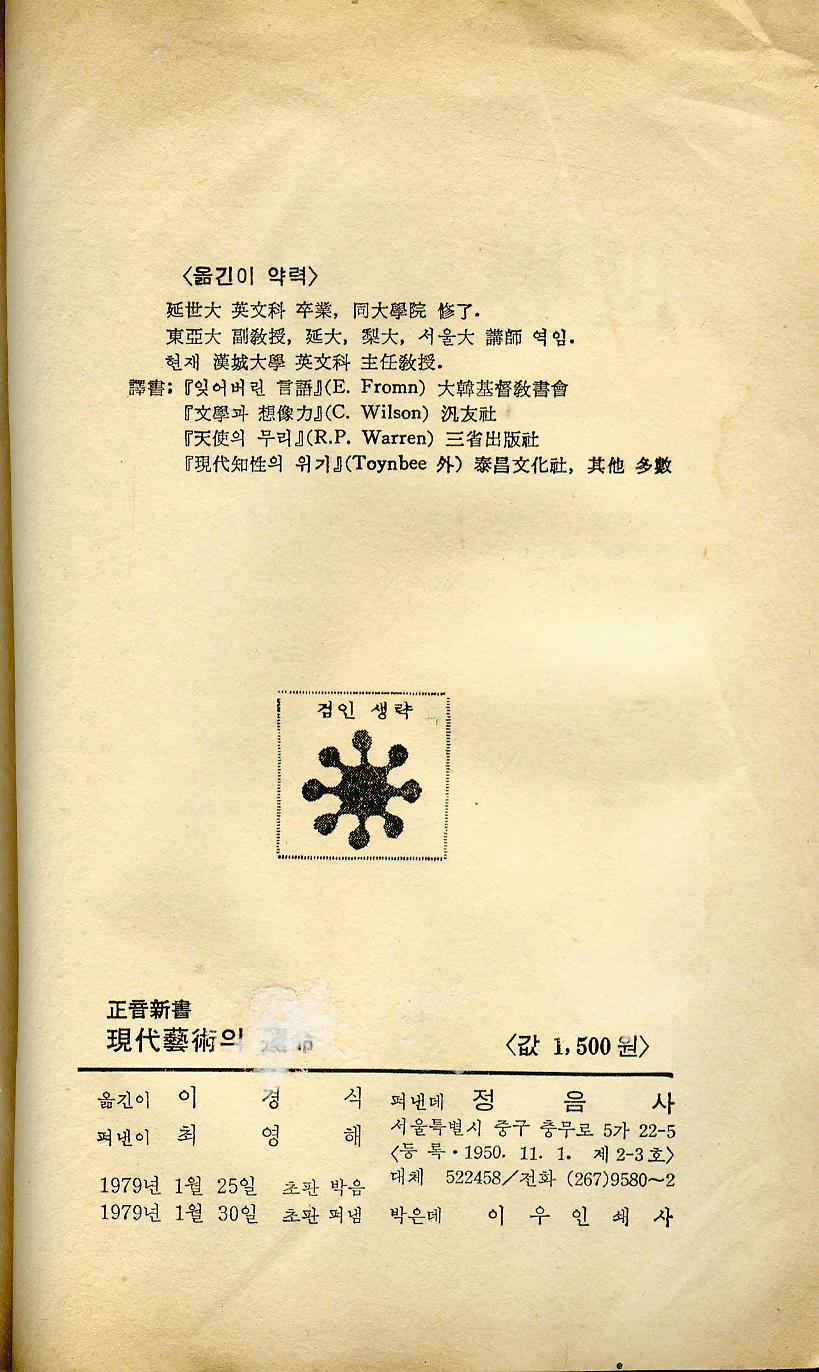 〈옮긴이 약력〉
延世大 英文科 卒業, 同大學院 修了.
東亞大 副敎授, 延大, 梨大, 서울大 講師 역임.
현재 漢城大學 英文科 主任敎授.
譯書; 『잊어버린 言語』(E. Fromn) 大韓基督敎書會
『文學과 想像力』(C. Wilson) 汎友社
『天使의 무리』(R.P. Warren) 三省出版社
『現代知性의 위기』(Toynbee 外) 泰昌文化社, 其他 多數
검인 생략
正音新書
現代藝術의
〈값 1,500원〉
옮긴이 이 경 식
펴낸이 최 영 해
1979년 1월 25일 초판 박음
1979년 1월 30일 초판 펴냄
펴낸데 정 음 사
서울특별시 중구 충무로 5가 22-5
〈등 록·1950. 11. 1. 제 2-3호〉
대체 522458/전화 (267)9580~2
박은데 이 우 인 쇄 사